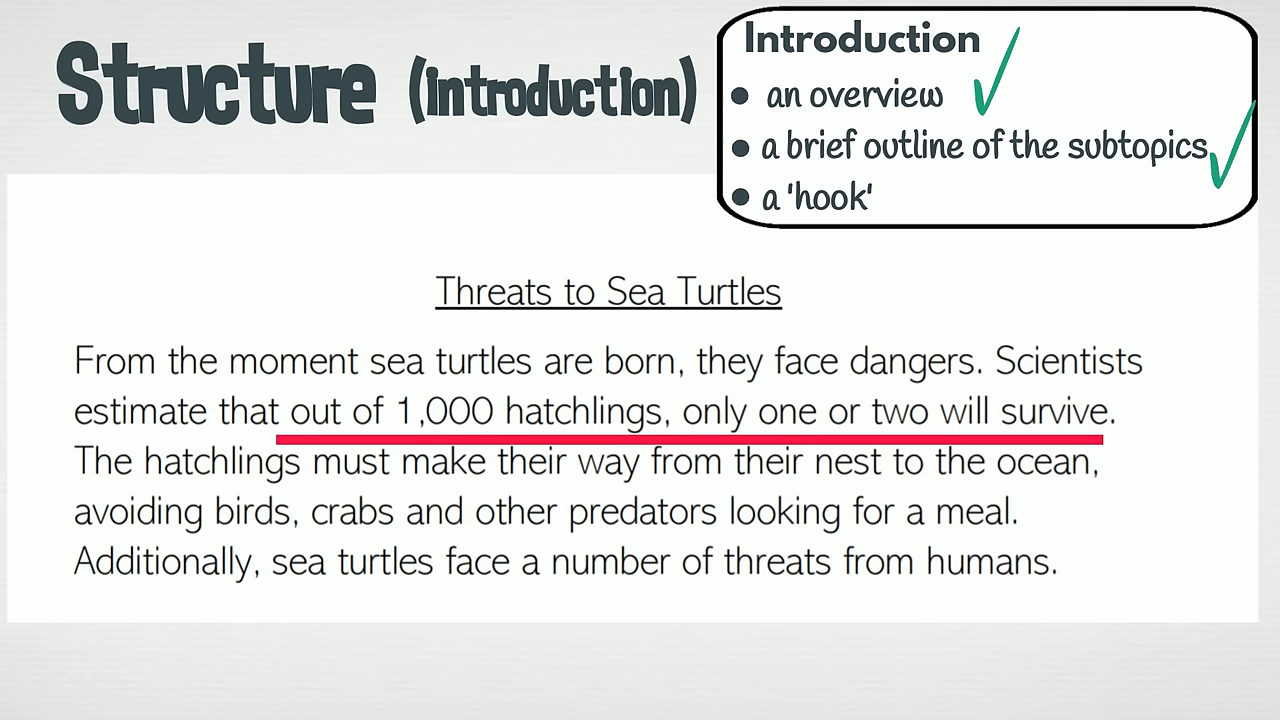 Structure (introduction)
Introduction
• an overview
• a brief outline of the subtopics
• a 'hook'
Threats to Sea Turtles
From the moment sea turtles are born, they face dangers. Scientists
estimate that out of 1,000 hatchlings, only one or two will survive.
The hatchlings must make their way from their nest to the ocean,
avoiding birds, crabs and other predators looking for a meal.
Additionally, sea turtles face a number of threats from humans.